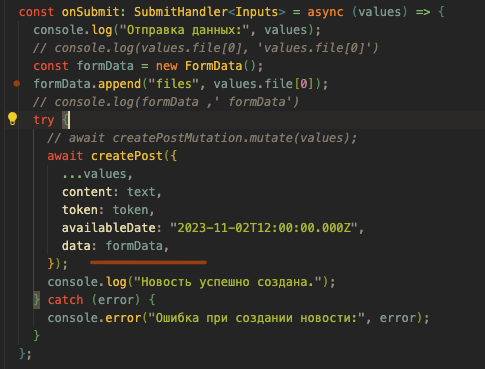 const onSubmit: SubmitHandler<Inputs> = async (values) => {
console.log("Отправка данных:", values);
// console.log(values.file[0], 'values.file[0]')
const formData = new FormData();
formData.append("files", values.file[0]);
// console.log(formData ,' formData')
try {
// await createPostMutation.mutate(values);
await createPost({
...values,
content: text,
token: token,
availableDate: "2023-11-02T12:00:00.000Z",
data: formData,
});
console.log("Новость успешно создана.");
} catch (error) {
console.error("Ошибка при создании новости:", error);
}
};